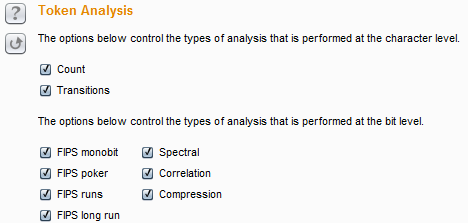 ?
Token Analysis
The options below control the types of analysis that is performed at the character level.
Count
Transitions
The options below control the types of analysis that is performed at the bit level.
FIPS monobit Spectral
FIPS poker Correlation
FIPS runs Compression
FIPS long run